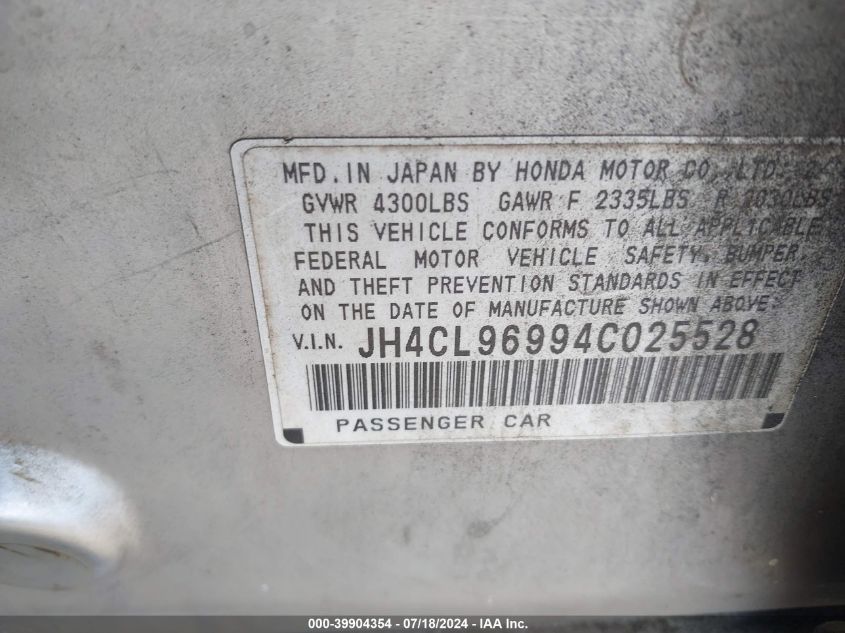 MFD.IN JAPAN BY HONDA MOTOR CO.,LTD.
GVWR 4300LBS GAWR F 2335LBS R 2030LBS
THIS VEHICLE CONFORMS TO ALL APPLICABLE
FEDERAL MOTOR VEHICLE SAFETY, BUMPER,
AND THEFT PREVENTION STANDARDS IN EFFECT
ON THE DATE OF MANUFACTURE SHOWN ABOVE.
V.I.N. JH4CL96994C025528
PASSENGER CAR
000-39904354 / 07/18/2024 - IAA Inc.